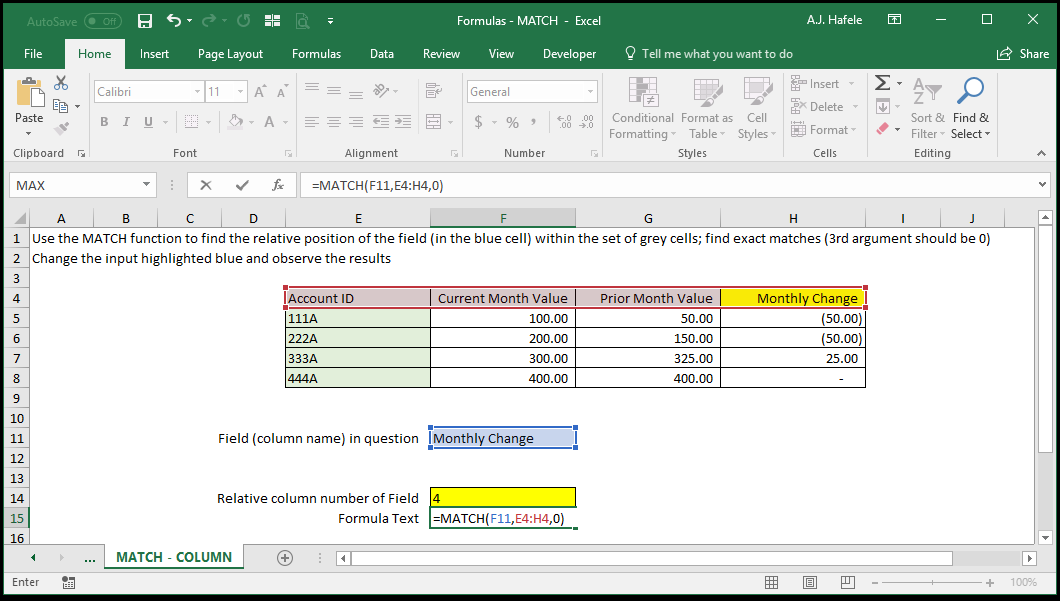 AutoSave Off Formulas - MATCH - Excel A.J. Hafele
File Home Insert Page Layout Formulas Data Review View Developer Tell me what you want to do Share
Calibri 11 General Insert
Paste B I U $ % , Conditional Formatting Format as Table Cell Styles Delete Sort & Filter Find & Select
Format
Clipboard Font Alignment Number Styles Cells Editing
MAX fx =MATCH(F11,E4:H4,0)
A B C D E F G H I J
1 Use the MATCH function to find the relative position of the field (in the blue cell) within the set of grey cells; find exact matches (3rd argument should be 0)
2 Change the input highlighted blue and observe the results
3
4 Account ID Current Month Value Prior Month Value Monthly Change
5 111A 100.00 50.00 (50.00)
6 222A 200.00 150.00 (50.00)
7 333A 300.00 325.00 25.00
8 444A 400.00 400.00 -
9
10
11 Field (column name) in question Monthly Change
12
13
14 Relative column number of Field 4
15 Formula Text =MATCH(F11,E4:H4,0)
16
... MATCH - COLUMN
Enter 100%